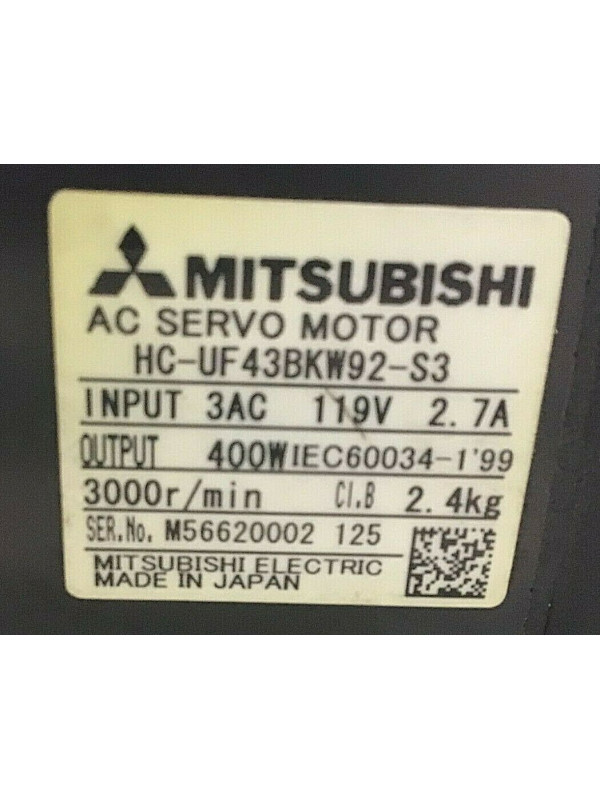 MITSUBISHI
AC SERVO MOTOR
HC-UF43BKW92-S3
INPUT 3AC 119V 2.7A
OUTPUT 400W IEC60034-1'99
3000r/min CI.B 2.4kg
SER.No. M56620002 125
MITSUBISHI ELECTRIC
MADE IN JAPAN